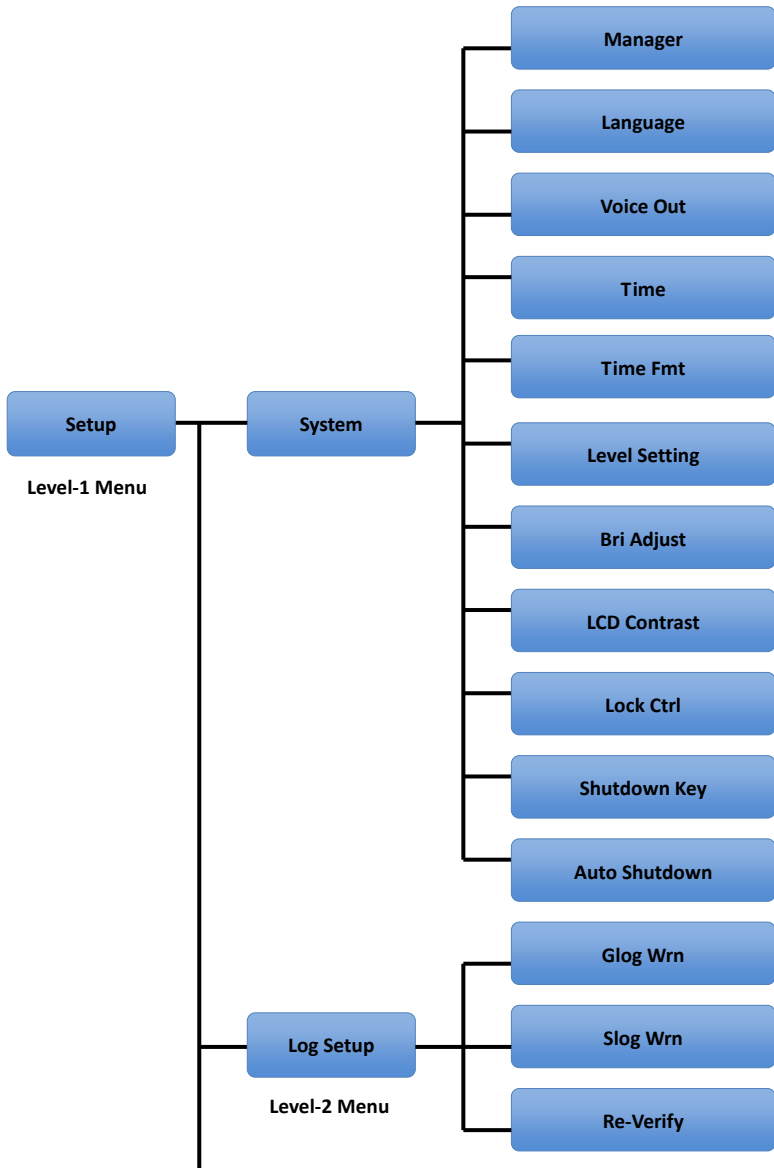 Manager
Language
Voice Out
Time
Time Fmt
Setup
System
Level Setting
Level-1 Menu
Bri Adjust
LCD Contrast
Lock Ctrl
Shutdown Key
Auto Shutdown
Glog Wrn
Log Setup
Slog Wrn
Level-2 Menu
Re-Verify